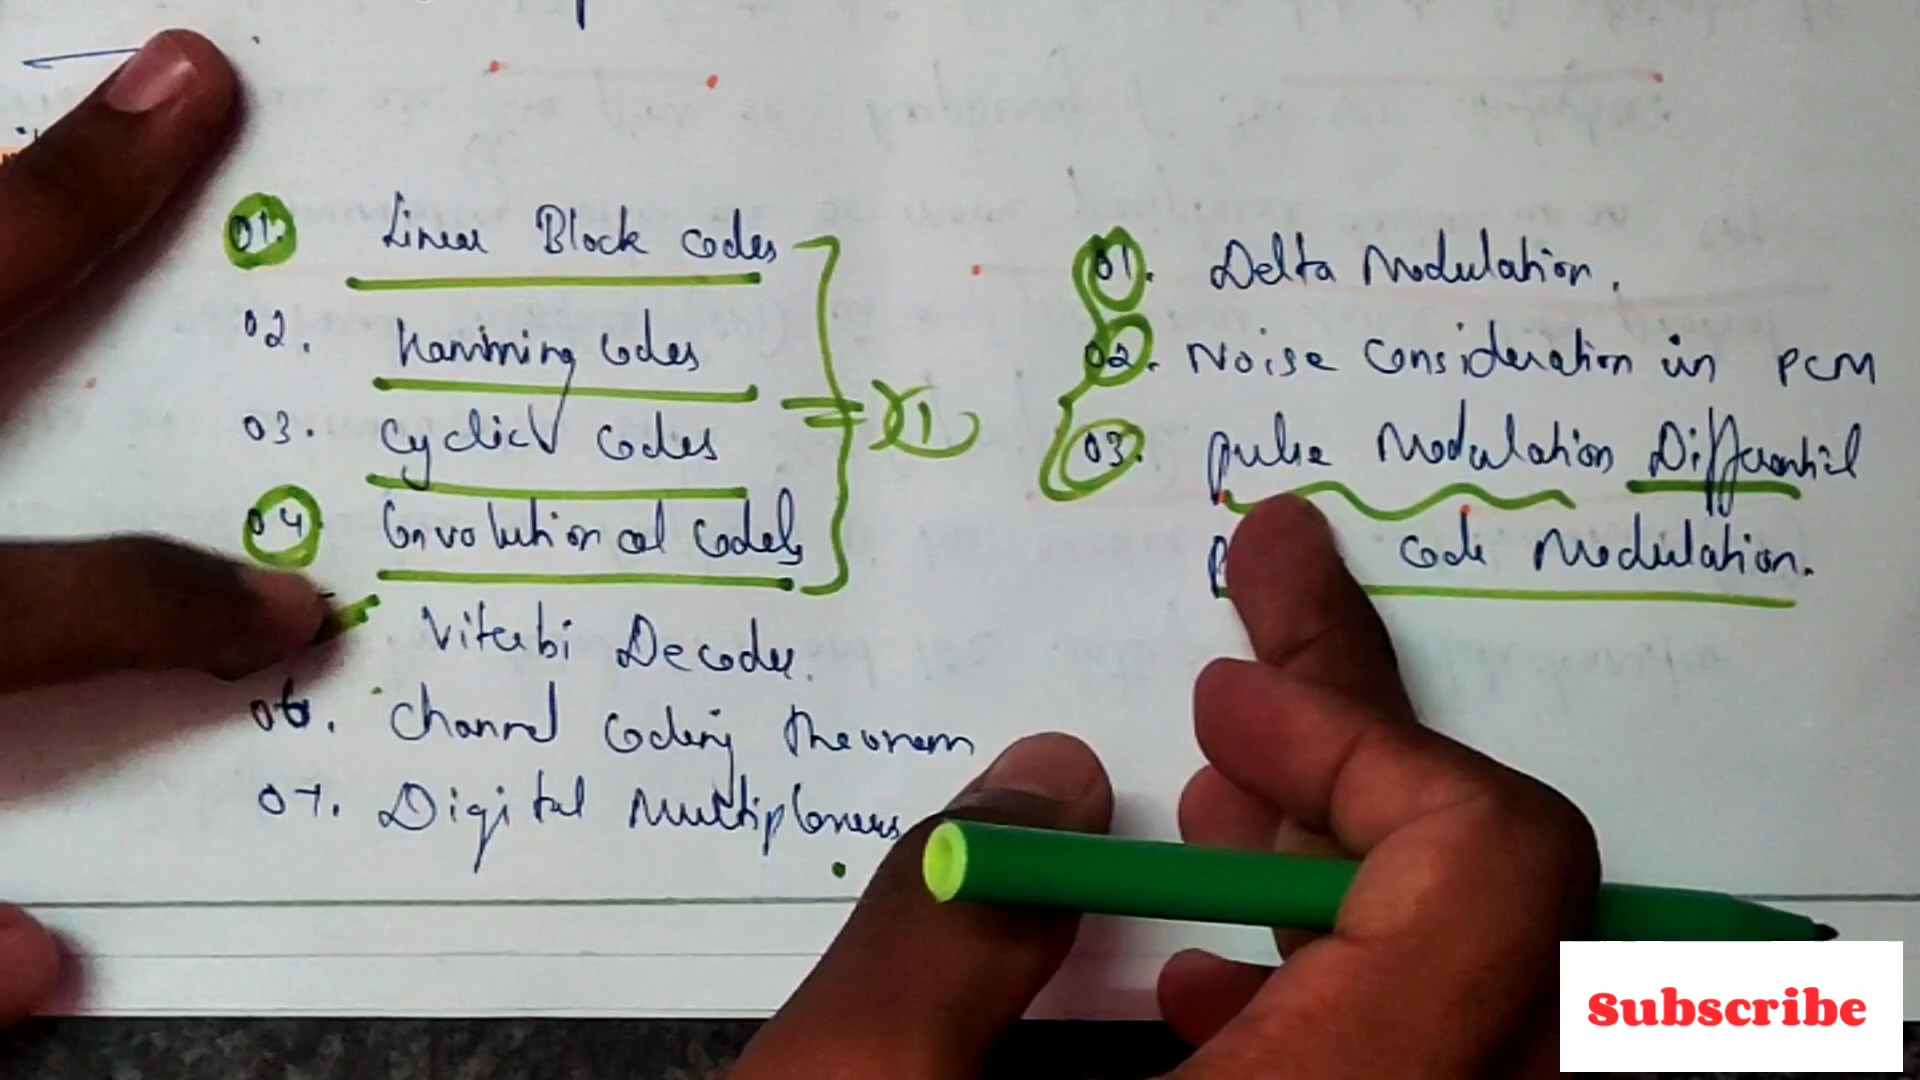 01. Linear Block codes
02. Hamming codes
03. Cyclic codes
04. Convolutional codes
Viterbi Decoder.
06. Channel Coding Theorem
07. Digital Multiplexers
1
01. Delta Modulation.
02. Noise Consideration in PCM
03. pulse Modulation Differential
code Modulation.
Subscribe